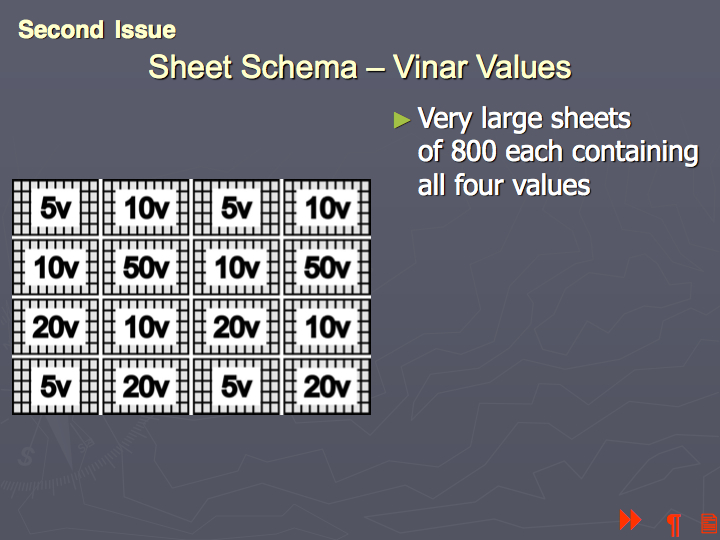 Second Issue
Sheet Schema – Vinar Values
► Very large sheets
of 800 each containing
all four values
5v 10v 5v 10v
10v 50v 10v 50v
20v 10v 20v 10v
5v 20v 5v 20v
¶